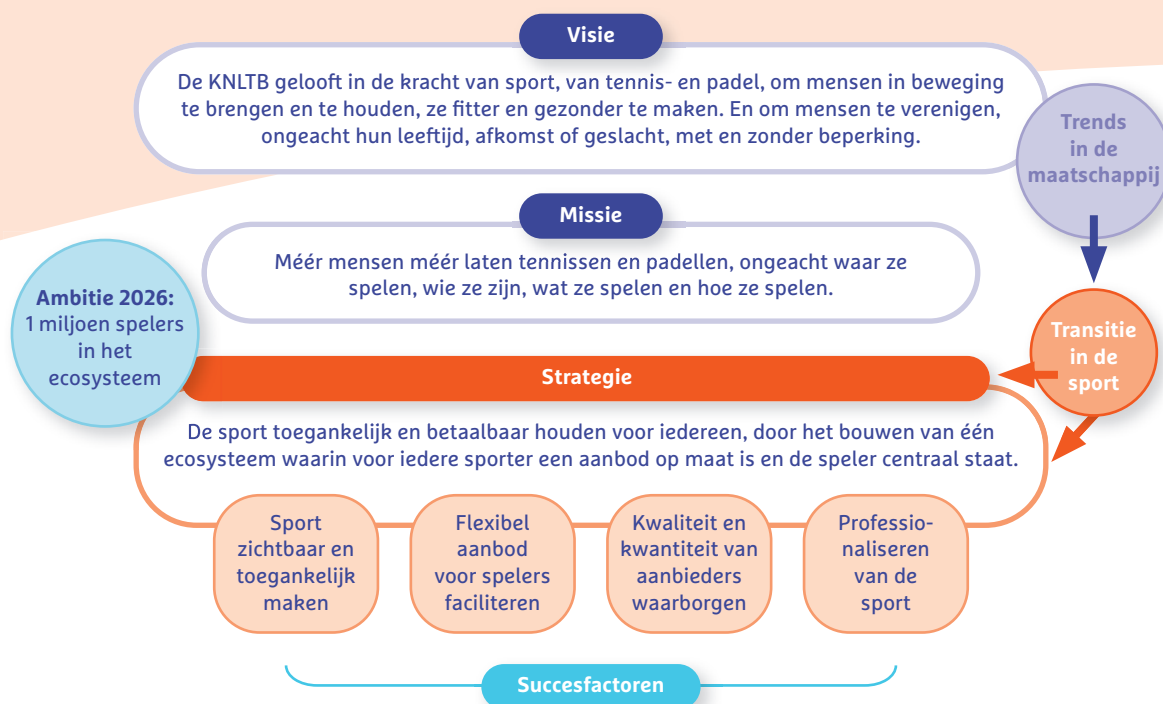 Visie
De KNLTB gelooft in de kracht van sport, van tennis- en padel, om mensen in beweging
te brengen en te houden, ze fitter en gezonder te maken. En om mensen te verenigen,
ongeacht hun leeftijd, afkomst of geslacht, met en zonder beperking.
Trends
in de
maatschappij
Missie
Méér mensen méér laten tennissen en padellen, ongeacht waar ze
spelen, wie ze zijn, wat ze spelen en hoe ze spelen.
Ambitie 2026:
1 miljoen spelers
in het
ecosysteem
Transitie
in de
sport
Strategie
De sport toegankelijk en betaalbaar houden voor iedereen, door het bouwen van één
ecosysteem waarin voor iedere sporter een aanbod op maat is en de speler centraal staat.
Sport
zichtbaar en
toegankelijk
maken
Flexibel
aanbod
voor spelers
faciliteren
Kwaliteit en
kwantiteit van
aanbieders
waarborgen
Professio-
naliseren
van de
sport
Succesfactoren